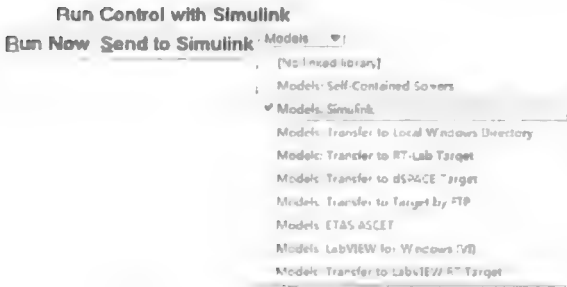 Run Control with Simulink
Run Now Send to Simulink Models
[No linked library]
Models: Self-Contained Solvers
Models: Simulink
Models: Transfer to Local Windows Directory
Models: Transfer to RT-Lab Target
Models: Transfer to dSPACE Target
Models: Transfer to Target by FTP
Models: ETAS ASCET
Models: LabVIEW for Windows (VI)
Models: Transfer to LabVIEW RT Target